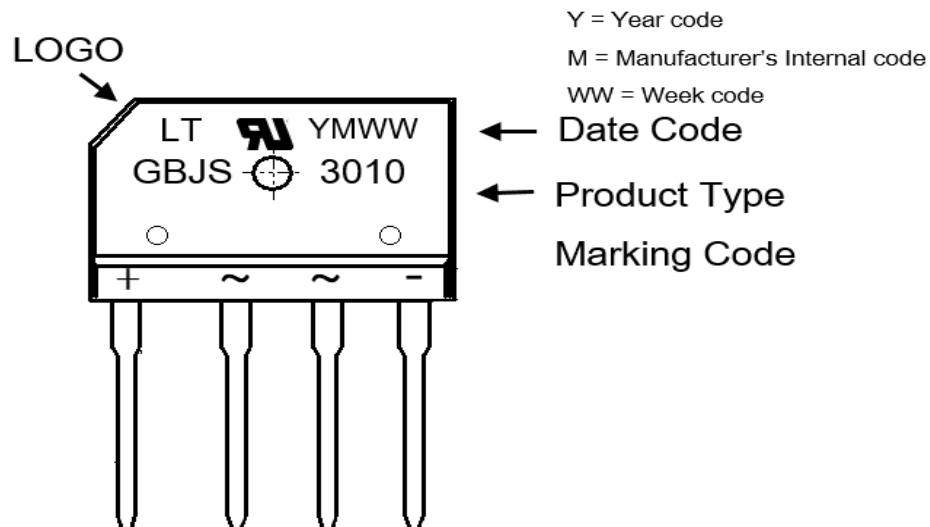 Y = Year code
M = Manufacturer's Internal code
WW = Week code
LOGO
LT RU YMWW
Date Code
GBJS 3010
Product Type
Marking Code
+ ~ ~ -